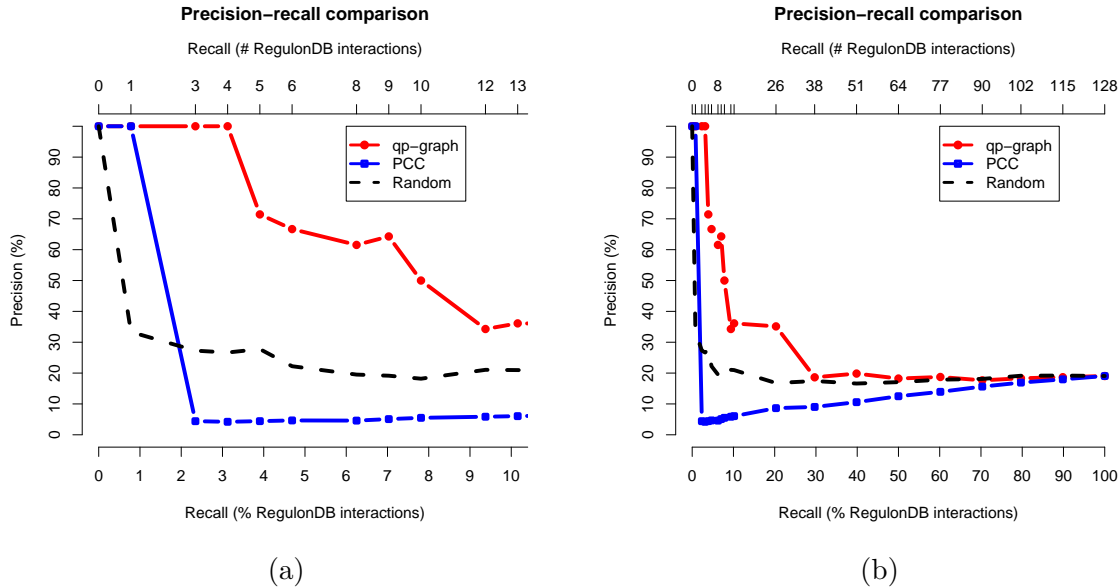 Precision−recall comparison
Recall (# RegulonDB interactions)
0 1 3 4 5 6 8 9 10 12 13
Precision (%)
0 10 20 30 40 50 60 70 80 90
qp−graph
PCC
Random
0 1 2 3 4 5 6 7 8 9 10
Recall (% RegulonDB interactions)
(a)
Precision−recall comparison
Recall (# RegulonDB interactions)
0 8 26 38 51 64 77 90 102 115 128
Precision (%)
0 10 20 30 40 50 60 70 80 90
qp−graph
PCC
Random
0 10 20 30 40 50 60 70 80 90 100
Recall (% RegulonDB interactions)
(b)